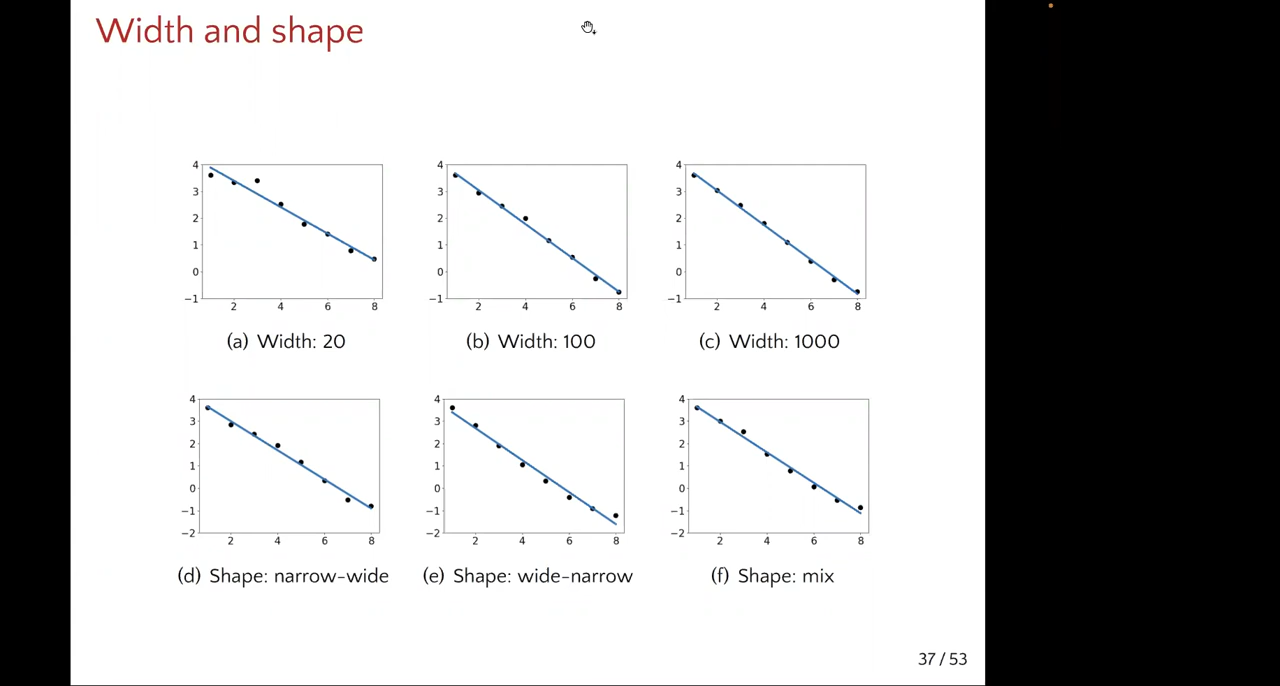 Width and shape
4
3
2
1
0
−1
2 4 6 8
(a) Width: 20
4
3
2
1
0
−1
2 4 6 8
(b) Width: 100
4
3
2
1
0
−1
2 4 6 8
(c) Width: 1000
4
3
2
1
0
−1
−2
2 4 6 8
(d) Shape: narrow-wide
4
3
2
1
0
−1
−2
2 4 6 8
(e) Shape: wide-narrow
4
3
2
1
0
−1
−2
2 4 6 8
(f) Shape: mix
37 / 53